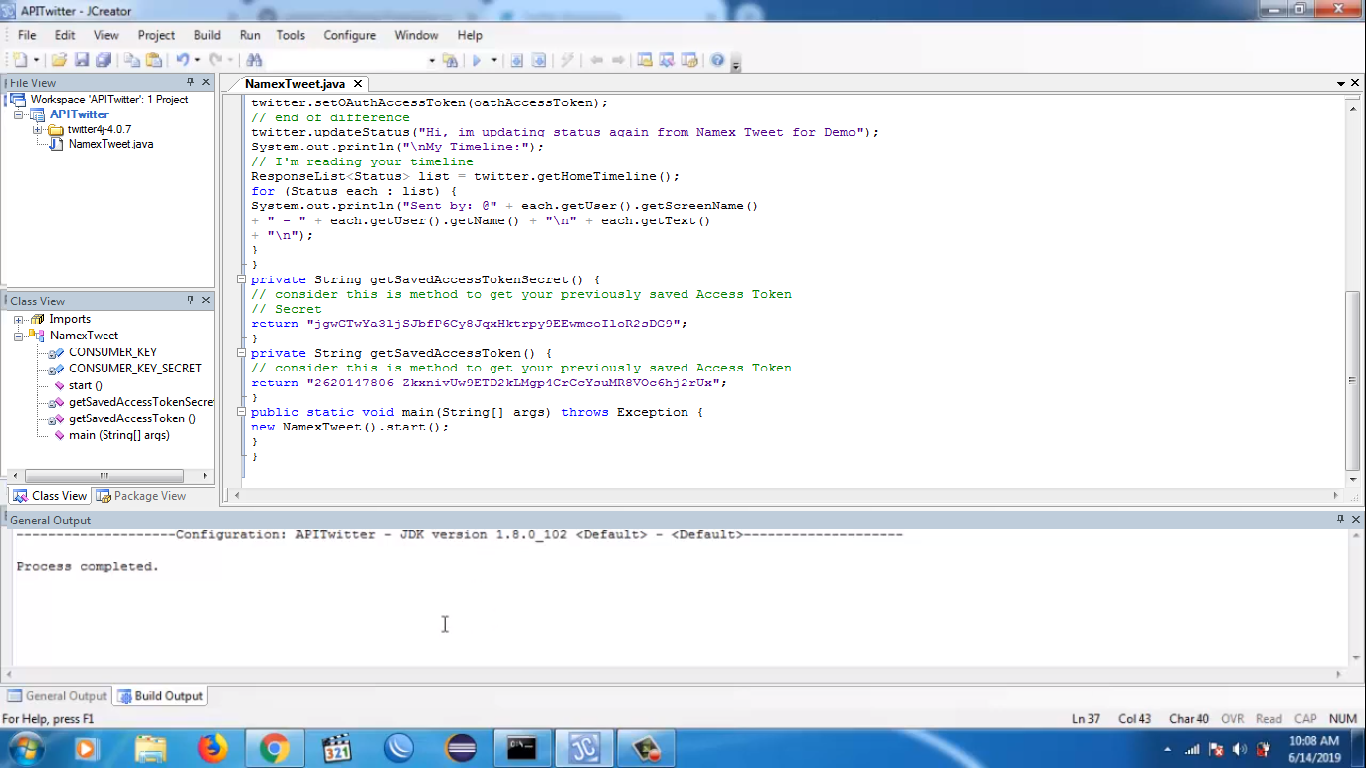 APITwitter - JCreator
File Edit View Project Build Run Tools Configure Window Help
File View
NamexTweet.java
Workspace 'APITwitter': 1 Project
APITwitter
twitter4j-4.0.7
NamexTweet.java
twitter.setOAuthAccessToken(oathAccessToken);
// end of difference
twitter.updateStatus("Hi, im updating status again from Namex Tweet for Demo");
System.out.println("\nMy Timeline:");
// I'm reading your timeline
ResponseList<Status> list = twitter.getHomeTimeline();
for (Status each : list) {
System.out.println("Sent by: @" + each.getUser().getScreenName()
+ " - " + each.getUser().getName() + "\n" + each.getText()
+ "\n");
}
}
private String getSavedAccessTokenSecret() {
// consider this is method to get your previously saved Access Token
// Secret
return
}
private String getSavedAccessToken() {
// consider this is method to get your previously saved Access Token
return
}
public static void main(String[] args) throws Exception {
new NamexTweet().start();
}
}
Class View
Imports
NamexTweet
CONSUMER_KEY
CONSUMER_KEY_SECRET
start ()
getSavedAccessTokenSecre
getSavedAccessToken ()
main (String[] args)
Class View Package View
General Output
--------------------Configuration: APITwitter - JDK version 1.8.0_102 <Default> - <Default>--------------------
Process completed.
General Output Build Output
For Help, press F1
Ln 37 Col 43 Char 40 OVR Read CAP NUM
321
10:08 AM
6/14/2019